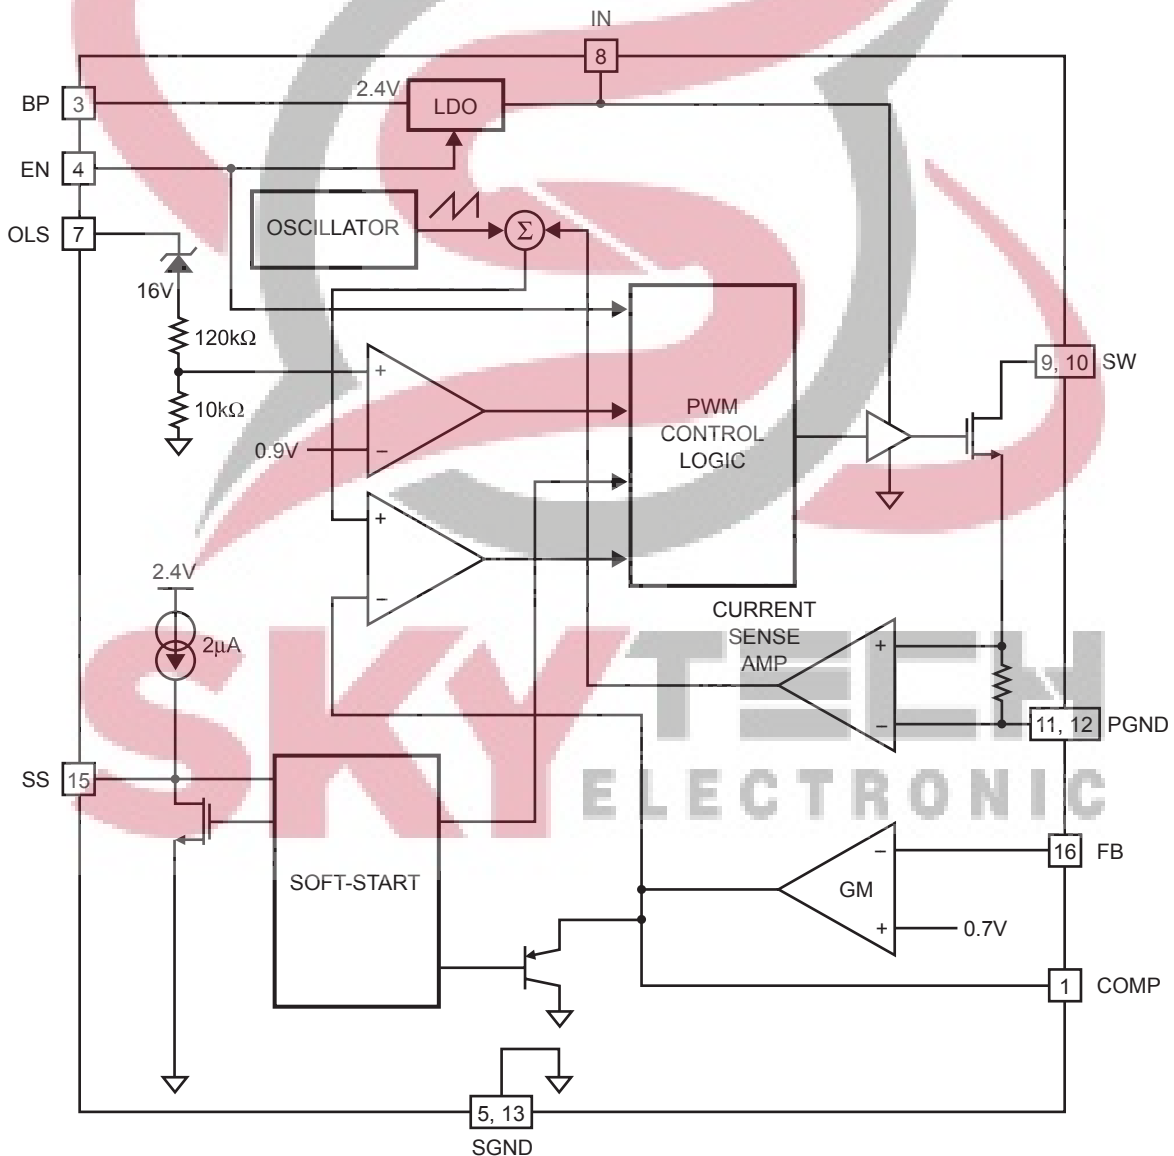 IN
8
BP
3
2.4V
LDO
EN
4
OLS
7
OSCILLATOR
Σ
16V
120kΩ
9, 10
SW
+
10kΩ
PWM
CONTROL
LOGIC
0.9V
−
+
2.4V
−
CURRENT
SENSE
AMP
2μA
+
−
11, 12
PGND
SKYTECH
ELECTRONIC
SS
15
−
16
FB
SOFT-START
GM
+
0.7V
1
COMP
5, 13
SGND